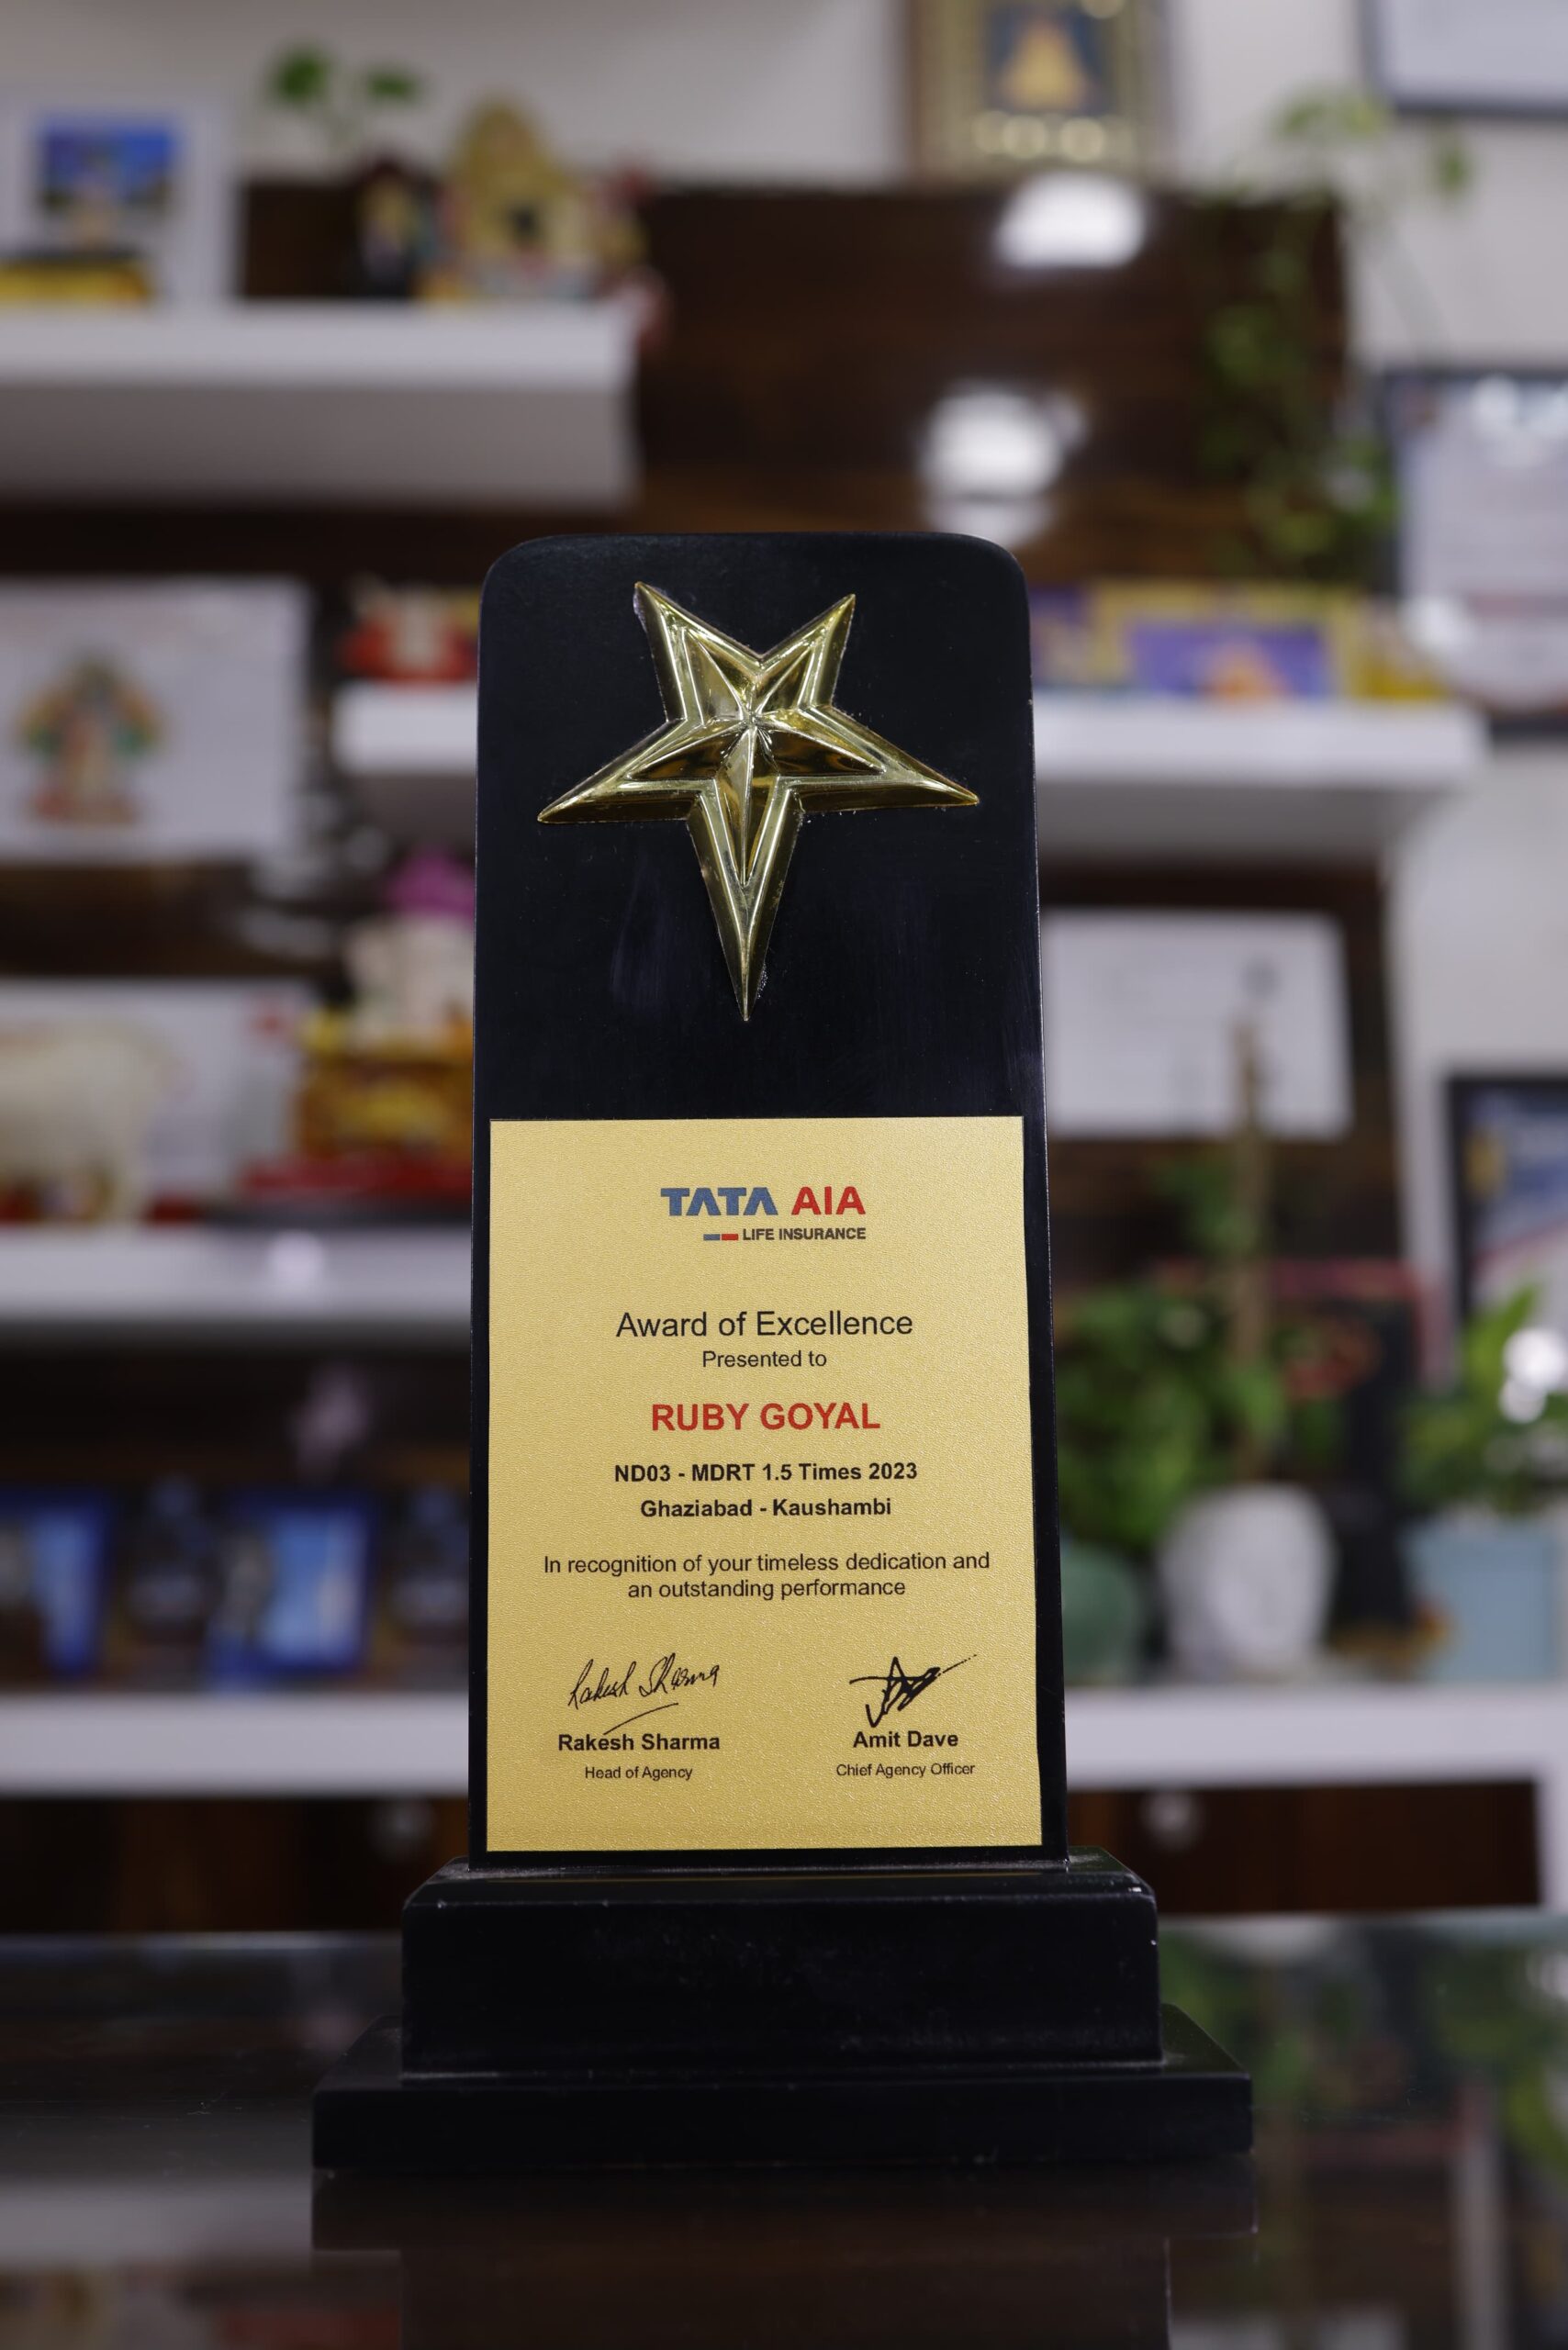 TATA AIA
LIFE INSURANCE
Award of Excellence
Presented to
RUBY GOYAL
ND03 - MDRT 1.5 Times 2023
Ghaziabad - Kaushambi
In recognition of your timeless dedication and
an outstanding performance
Rakesh Sharma
Rakesh Sharma
Amit Dave
Head of Agency
Chief Agency Officer